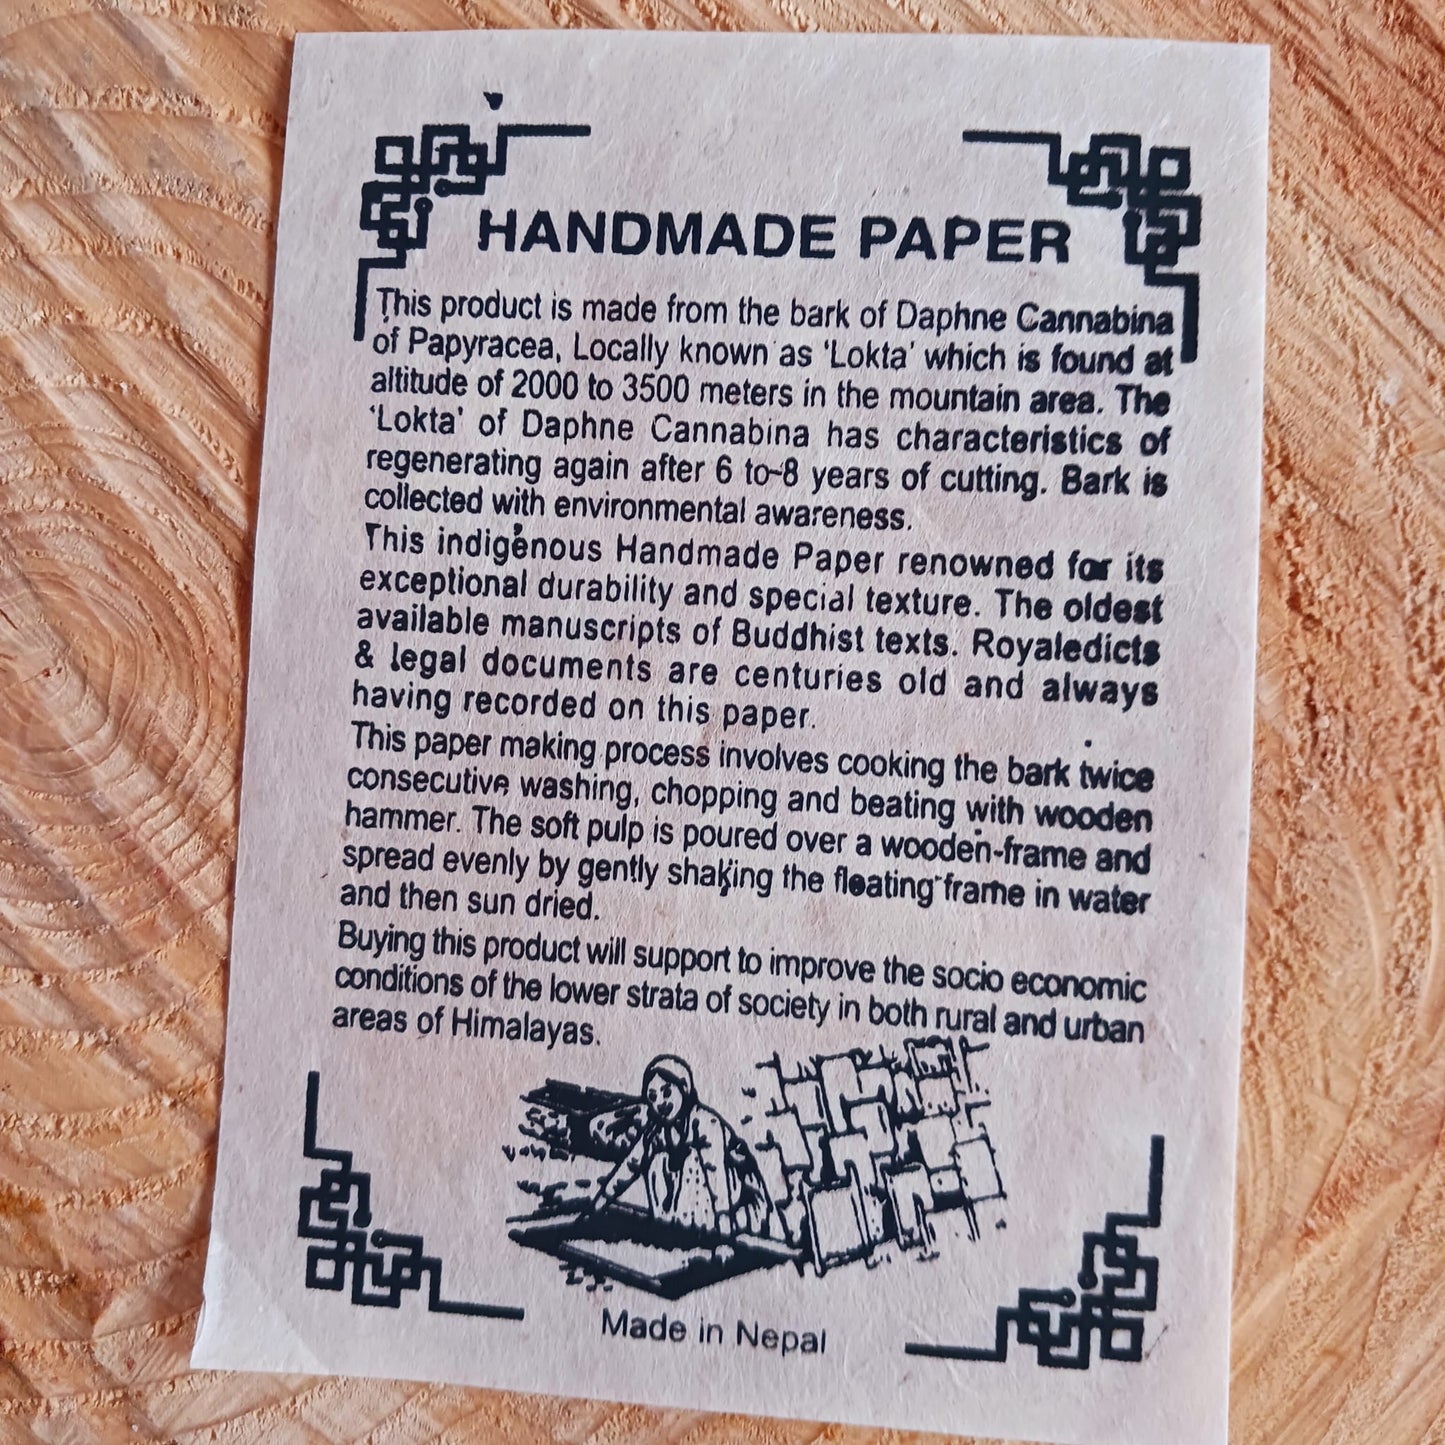 HANDMADE PAPER
This product is made from the bark of Daphne Cannabina
of Papyracea, Locally known as 'Lokta' which is found at
altitude of 2000 to 3500 meters in the mountain area. The
'Lokta' of Daphne Cannabina has characteristics of
regenerating again after 6 to-8 years of cutting. Bark is
collected with environmental awareness.
This indigenous Handmade Paper renowned for its
exceptional durability and special texture. The oldest
available manuscripts of Buddhist texts. Royaledicts
& legal documents are centuries old and always
having recorded on this paper.
This paper making process involves cooking the bark twice
consecutive washing, chopping and beating with wooden
hammer. The soft pulp is poured over a wooden-frame and
spread evenly by gently shaking the fleating frame in water
and then sun dried.
Buying this product will support to improve the socio economic
conditions of the lower strata of society in both rural and urban
areas of Himalayas.
Made in Nepal